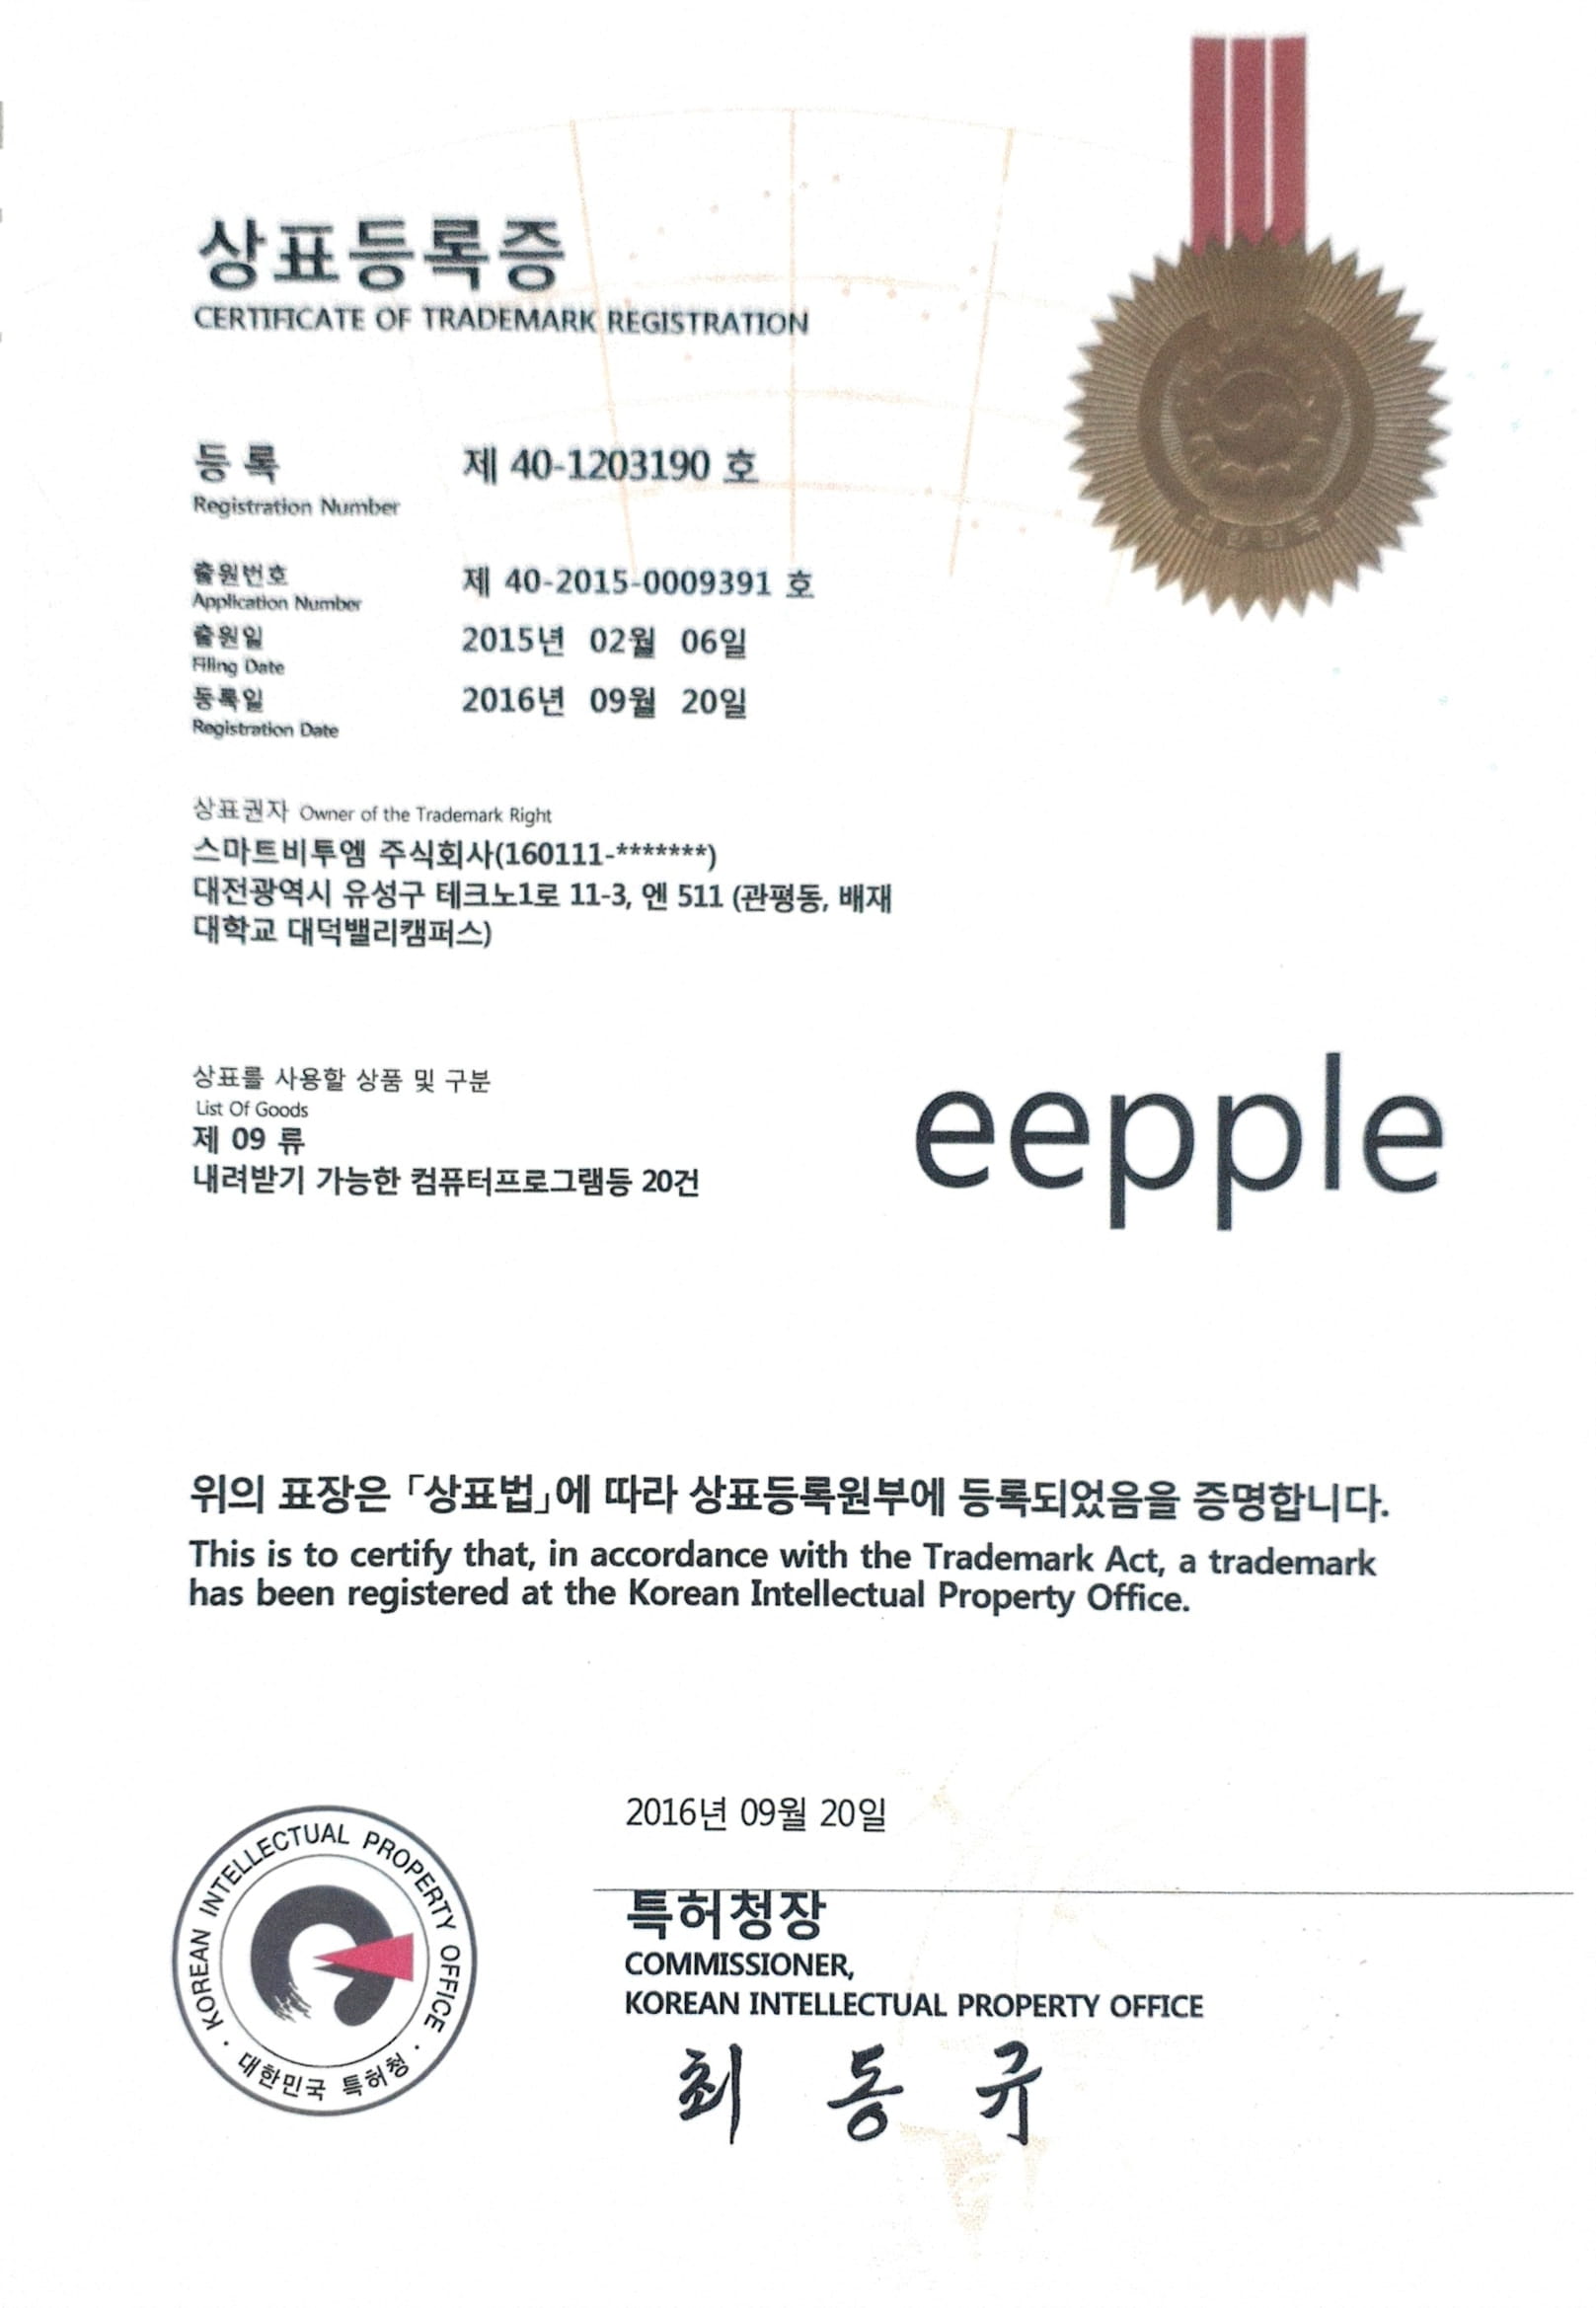 상표등록증
CERTIFICATE OF TRADEMARK REGISTRATION
등 록
제 40-1203190 호
Registration Number
출원번호
제 40-2015-0009391 호
Application Number
출원일
2015년 02월 06일
Filing Date
등록일
2016년 09월 20일
Registration Date
상표권자 Owner of the Trademark Right
스마트비투엠 주식회사(160111-*******)
대전광역시 유성구 테크노1로 11-3, 엔 511 (관평동, 배재
대학교 대덕밸리캠퍼스)
상표를 사용할 상품 및 구분
List Of Goods
제 09 류
내려받기 가능한 컴퓨터프로그램등 20건
eepple
위의 표장은 「상표법」에 따라 상표등록원부에 등록되었음을 증명합니다.
This is to certify that, in accordance with the Trademark Act, a trademark
has been registered at the Korean Intellectual Property Office.
2016년 09월 20일
특허청장
COMMISSIONER,
KOREAN INTELLECTUAL PROPERTY OFFICE
최 동 규
KOREAN INTELLECTUAL PROPERTY OFFICE
대한민국 특허청